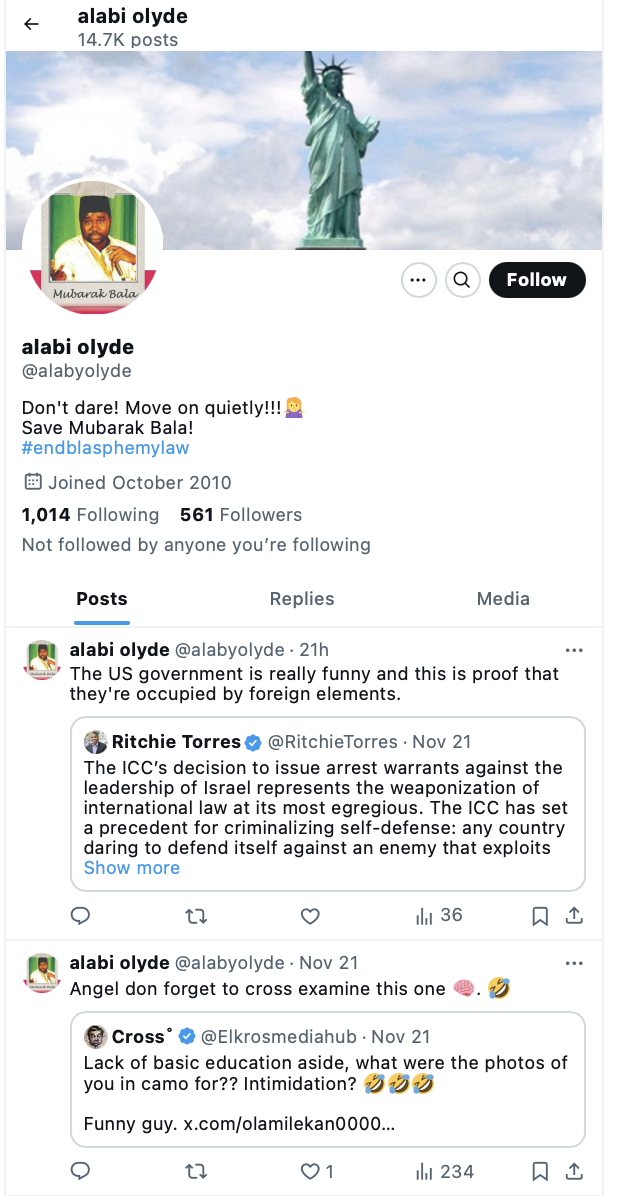 alabi olyde
14.7K posts
Mubarak Bala
Follow
alabi olyde
@alabyolyde
Don't dare! Move on quietly!!!🤷‍♀️
Save Mubarak Bala!
#endblasphemylaw
Joined October 2010
1,014 Following 561 Followers
Not followed by anyone you're following
Posts Replies Media
alabi olyde @alabyolyde · 21h
The US government is really funny and this is proof that
they're occupied by foreign elements.
Ritchie Torres @RitchieTorres · Nov 21
The ICC's decision to issue arrest warrants against the
leadership of Israel represents the weaponization of
international law at its most egregious. The ICC has set
a precedent for criminalizing self-defense: any country
daring to defend itself against an enemy that exploits
Show more
36
alabi olyde @alabyolyde · Nov 21
Angel don forget to cross examine this one 🧠. 🤣
Cross° @Elkrosmediahub · Nov 21
Lack of basic education aside, what were the photos of
you in camo for?? Intimidation? 🤣🤣🤣
Funny guy. x.com/olamilekan0000...
1 234